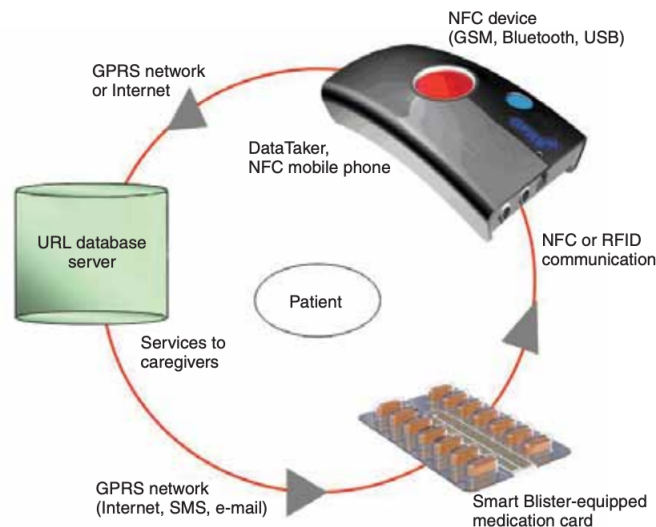 NFC device
(GSM, Bluetooth, USB)
GPRS network
or Internet
DataTaker,
NFC mobile phone
URL database
server
NFC or RFID
communication
Patient
Services to
caregivers
GPRS network
(Internet, SMS, e-mail)
Smart Blister-equipped
medication card